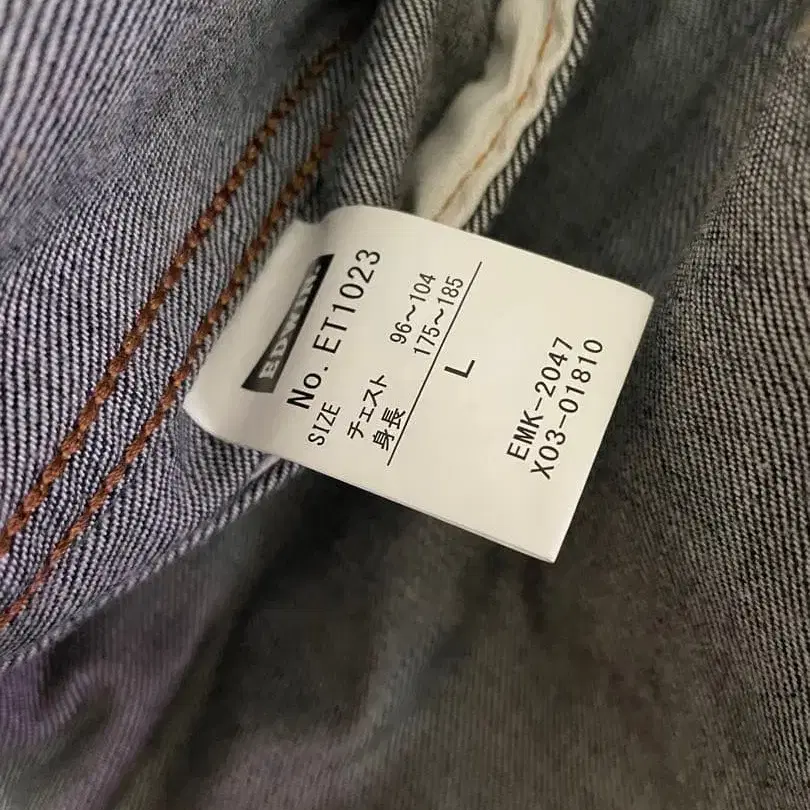 EDWIN
No. ET1023
SIZE
チェスト 96～104
身長 175～185
L
EMK-2047
X03-01810